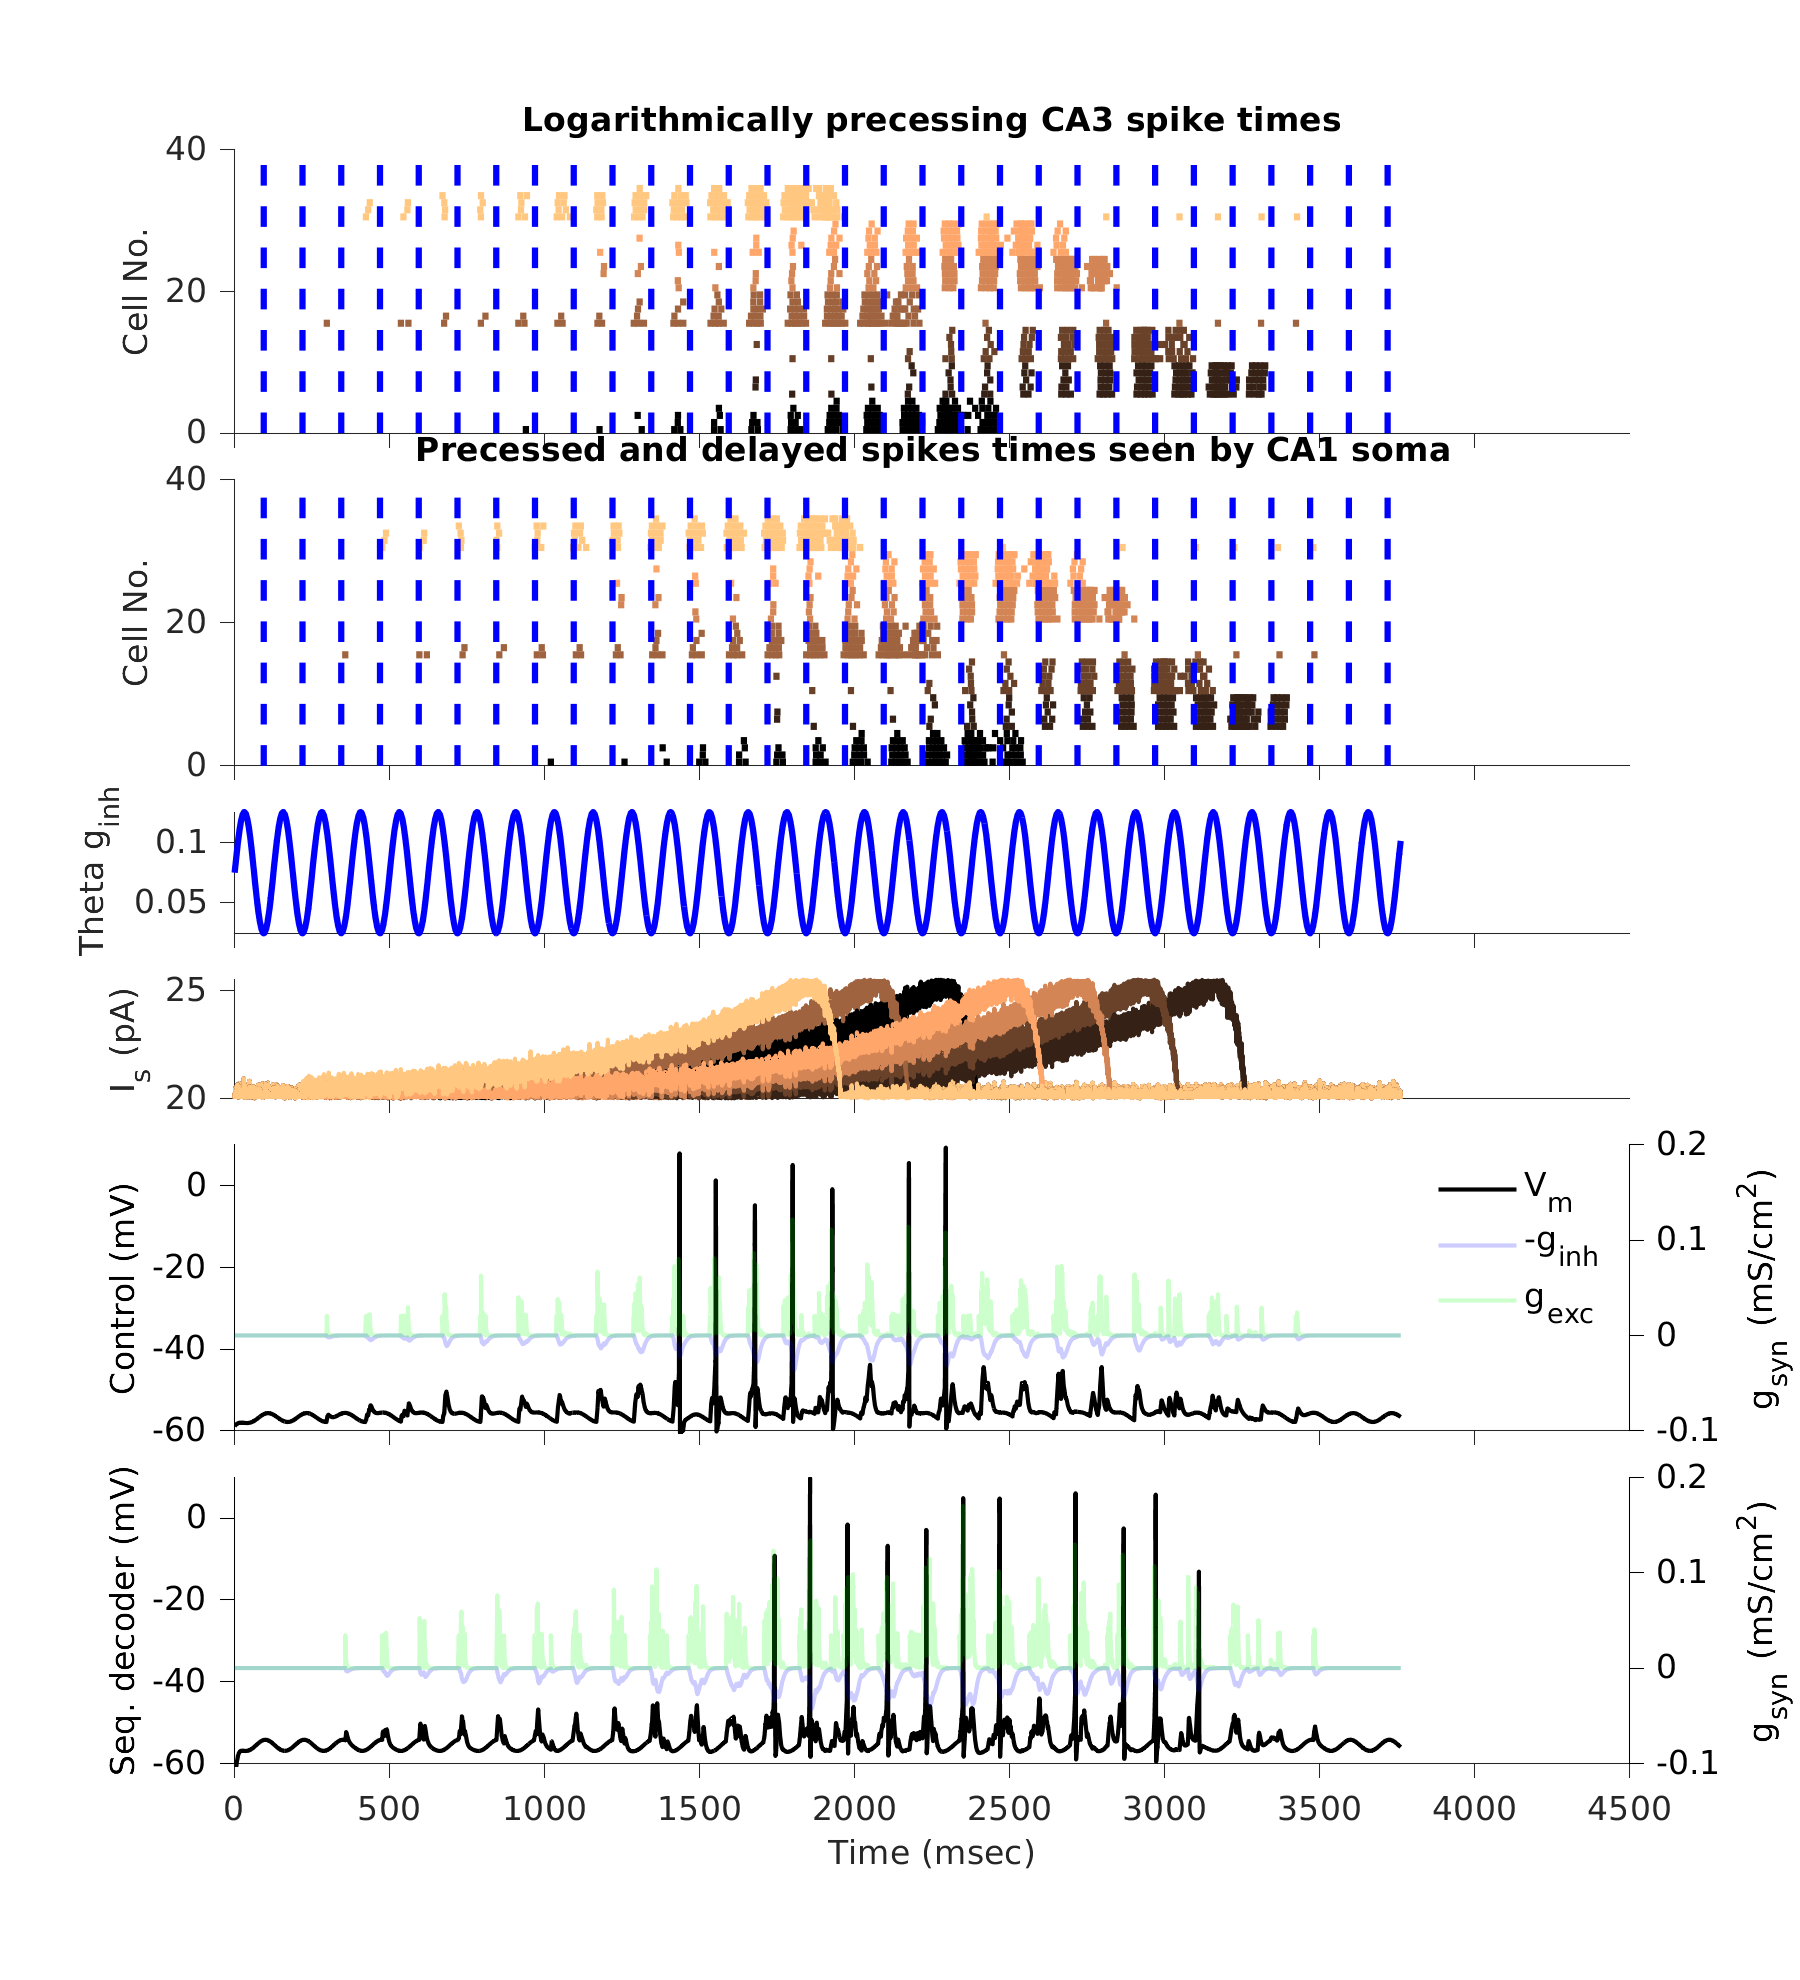 Logarithmically precessing CA3 spike times
40
20
0
Cell No.
Precessed and delayed spikes times seen by CA1 soma
40
20
0
Cell No.
0.1
0.05
Theta g_inh
25
20
I_s (pA)
0
-20
-40
-60
Control (mV)
V_m
-g_inh
g_exc
0.2
0.1
0
-0.1
g_syn (mS/cm^2)
0
-20
-40
-60
Seq. decoder (mV)
0.2
0.1
0
-0.1
g_syn (mS/cm^2)
0 500 1000 1500 2000 2500 3000 3500 4000 4500
Time (msec)